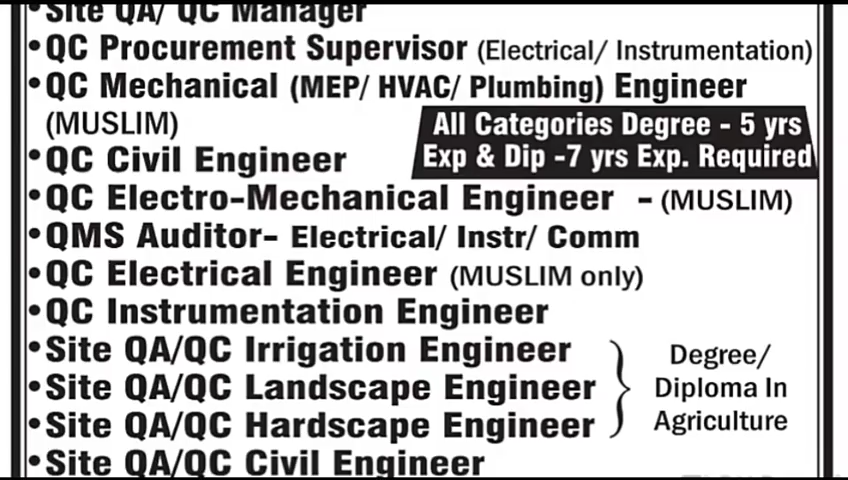 •Site QA/ QC Manager
•QC Procurement Supervisor (Electrical/ Instrumentation)
•QC Mechanical (MEP/ HVAC/ Plumbing) Engineer
(MUSLIM)
All Categories Degree - 5 yrs
Exp & Dip -7 yrs Exp. Required
•QC Civil Engineer
•QC Electro-Mechanical Engineer - (MUSLIM)
•QMS Auditor- Electrical/ Instr/ Comm
•QC Electrical Engineer (MUSLIM only)
•QC Instrumentation Engineer
•Site QA/QC Irrigation Engineer
•Site QA/QC Landscape Engineer
•Site QA/QC Hardscape Engineer
Degree/
Diploma In
Agriculture
•Site QA/QC Civil Engineer